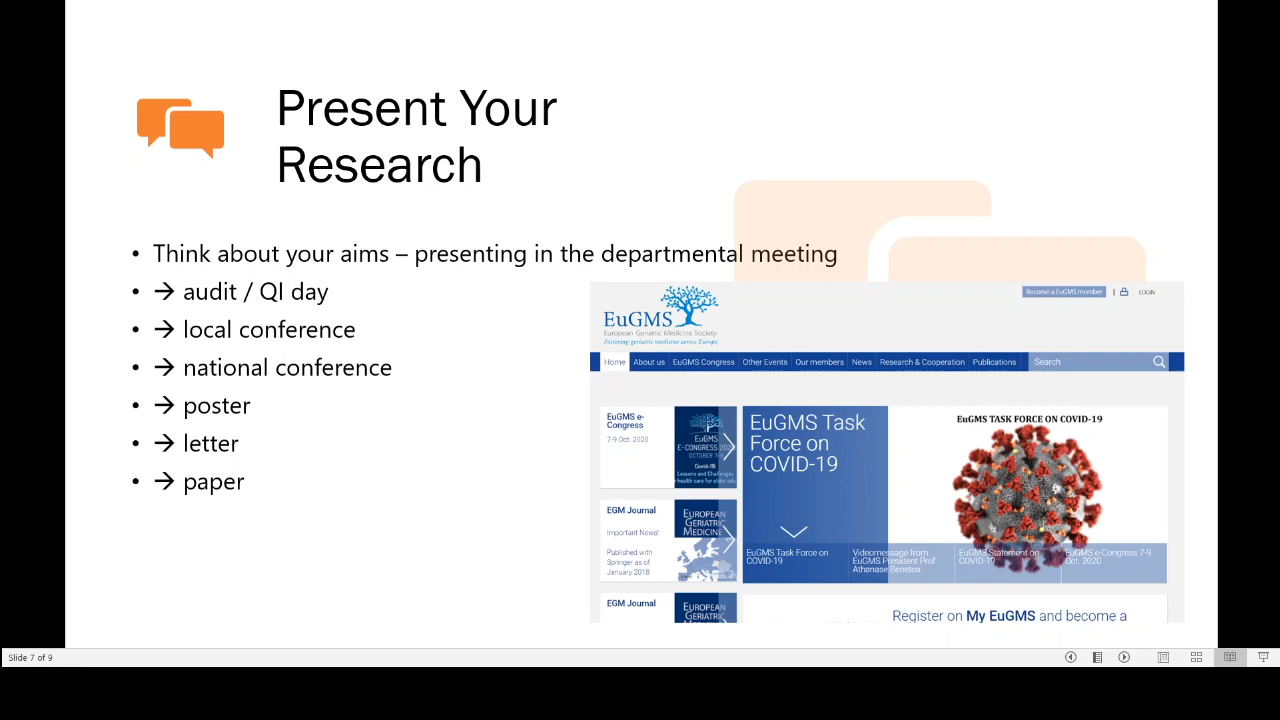 Present Your
Research
• Think about your aims – presenting in the departmental meeting
• → audit / QI day
• → local conference
• → national conference
• → poster
• → letter
• → paper
Become a EuGMS member | LOGIN
EuGMS
European Geriatric Medicine Society
Fostering geriatric medicine across Europe
Home About us EuGMS Congress Other Events Our members News Research & Cooperation Publications Search
EuGMS e-
Congress
7-9 Oct. 2020
EuGMS
E-CONGRESS 202
OCTOBER 7-9
Covid-19
Lessons and Challenges
health care for older
EuGMS Task
Force on
COVID-19
EUGMS TASK FORCE ON COVID-19
EuGMS Task Force on
COVID-19
Videomessage from
EuGMS President Prof.
Athanase Benetos
EuGMS Statement on
COVID-19
EuGMS e-Congress 7-9
Oct. 2020
EGM Journal
Important News!
Published with
Springer as of
January 2018
EUROPEAN
GERIATRIC
MEDICINE
EGM Journal
EUROPEAN
GERIATRIC
Register on My EuGMS and become a
Slide 7 of 9